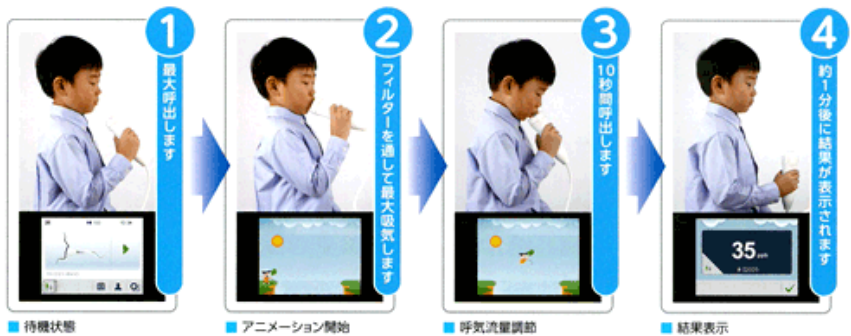 1
最大呼出します
2
フィルターを通して最大吸気します
3
10秒間呼出します
4
約1分後に結果が表示されます
35 ppb
■ 待機状態
■ アニメーション開始
■ 呼気流量調節
■ 結果表示